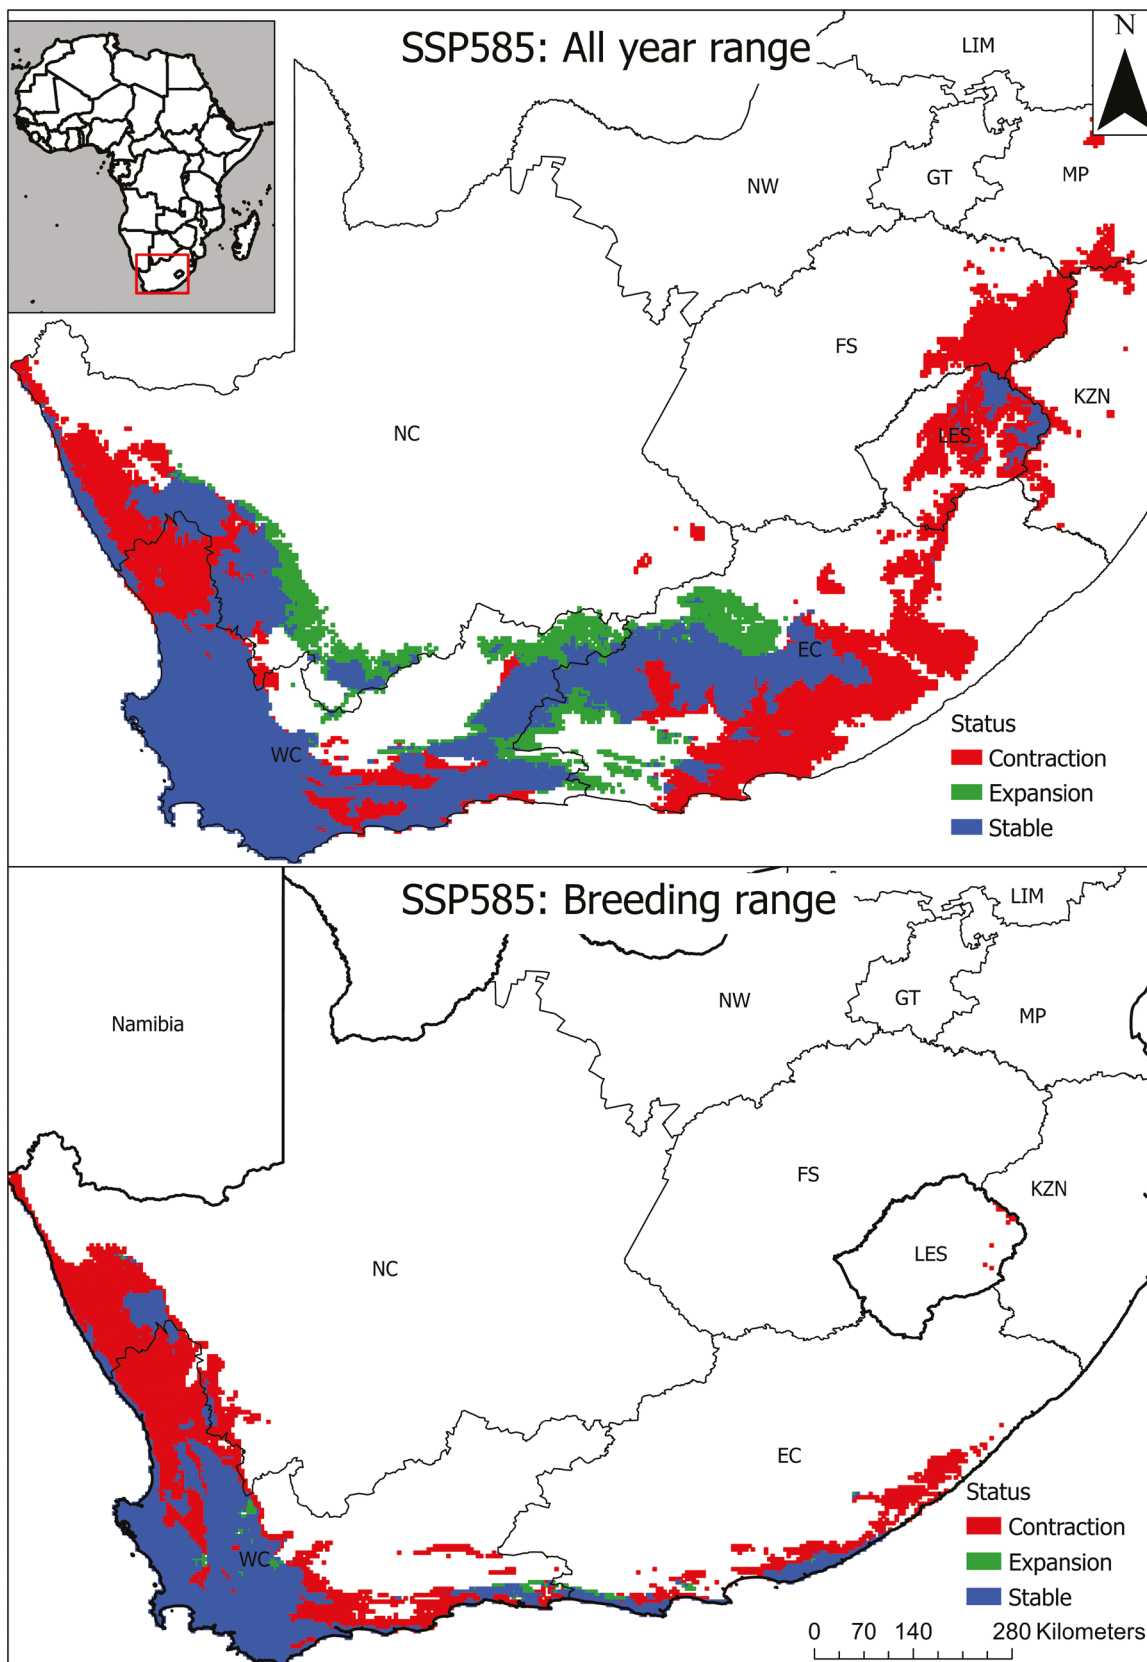 SSP585: All year range
N
LIM
NW
GT
MP
FS
KZN
NC
LES
EC
WC
Status
Contraction
Expansion
Stable
SSP585: Breeding range
LIM
NW
GT
MP
Namibia
FS
KZN
LES
NC
EC
WC
Status
Contraction
Expansion
Stable
0 70 140 280 Kilometers